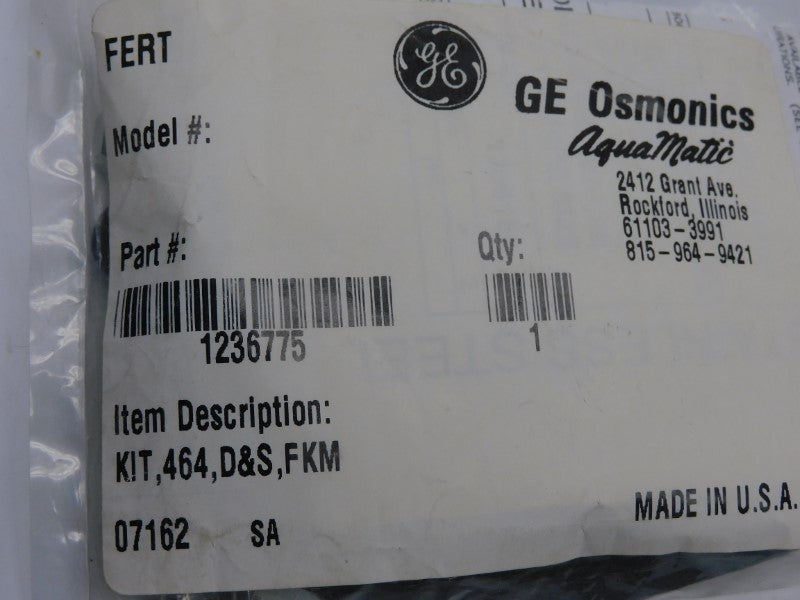 FERT
GE
GE Osmonics
AquaMatic
2412 Grant Ave.
Rockford, Illinois
61103-3991
815-964-9421
Model #:
Part #:
Qty:
1236775
1
Item Description:
KIT,464,D&S,FKM
07162 SA
MADE IN U.S.A.